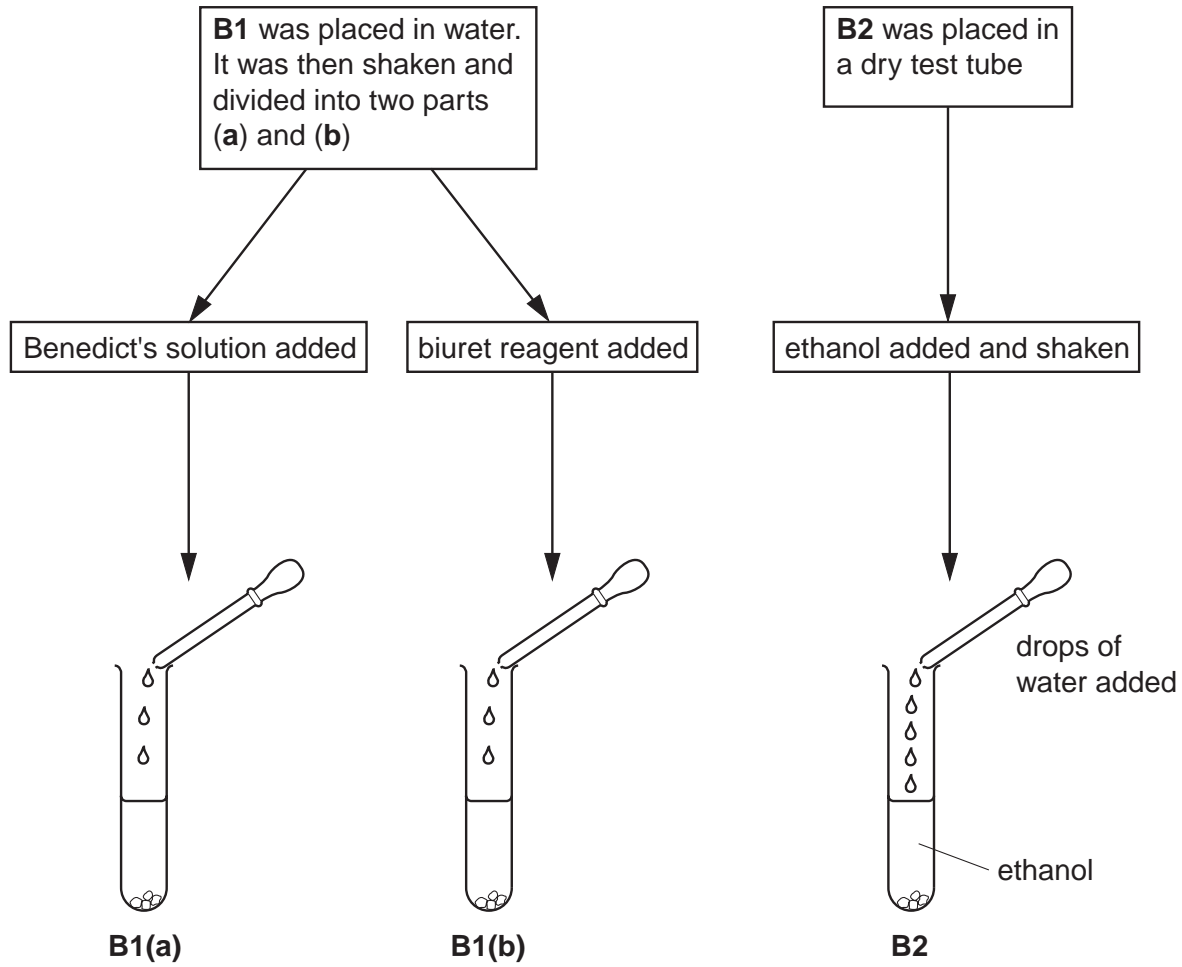 B1 was placed in water.
It was then shaken and
divided into two parts
(a) and (b)
B2 was placed in
a dry test tube
Benedict's solution added
biuret reagent added
ethanol added and shaken
drops of
water added
ethanol
B1(a)
B1(b)
B2